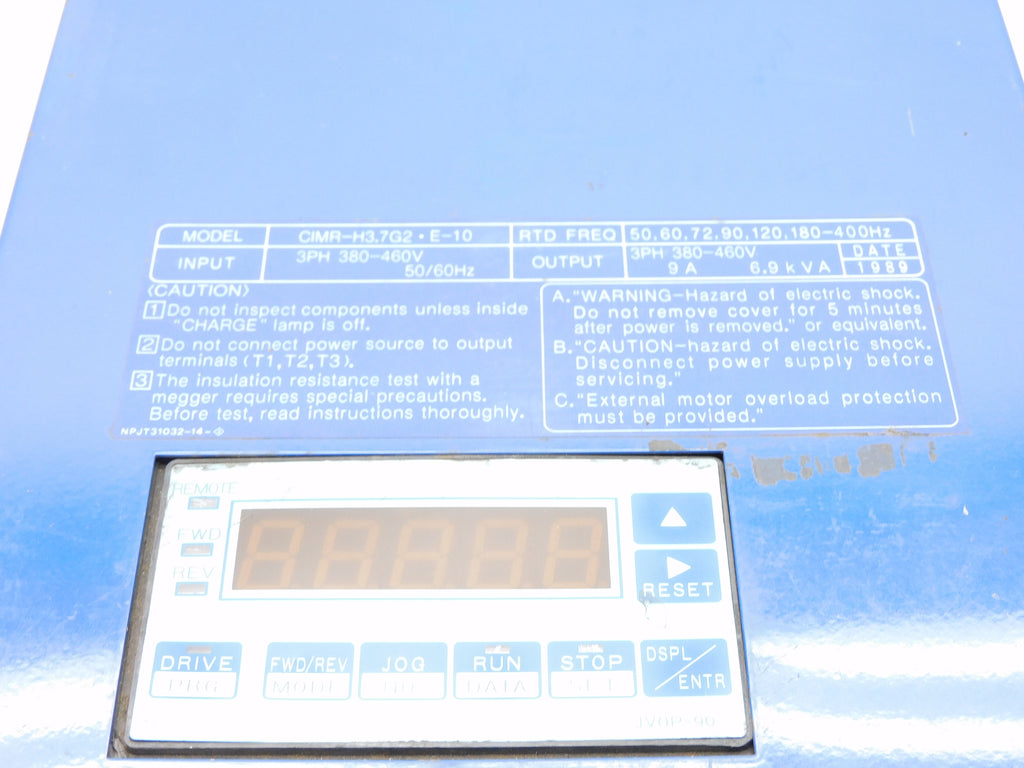 MODEL CIMR-H3.7G2・E-10 RTD FREQ 50,60,72,90,120,180-400Hz
INPUT 3PH 380-460V 50/60Hz OUTPUT 3PH 380-460V 9A 6.9kVA DATE 1989
〈CAUTION〉
1 Do not inspect components unless inside
"CHARGE" lamp is off.
2 Do not connect power source to output
terminals (T1,T2,T3).
3 The insulation resistance test with a
megger requires special precautions.
Before test, read instructions thoroughly.
NPJT31032-14-
A."WARNING-Hazard of electric shock.
Do not remove cover for 5 minutes
after power is removed." or equivalent.
B."CAUTION-hazard of electric shock.
Disconnect power supply before
servicing."
C."External motor overload protection
must be provided."
REMOTE
FWD
REV
RESET
DRIVE FWD/REV JOG RUN STOP DSPL
PRG MODE DATA SET ENTR
JVOP-96